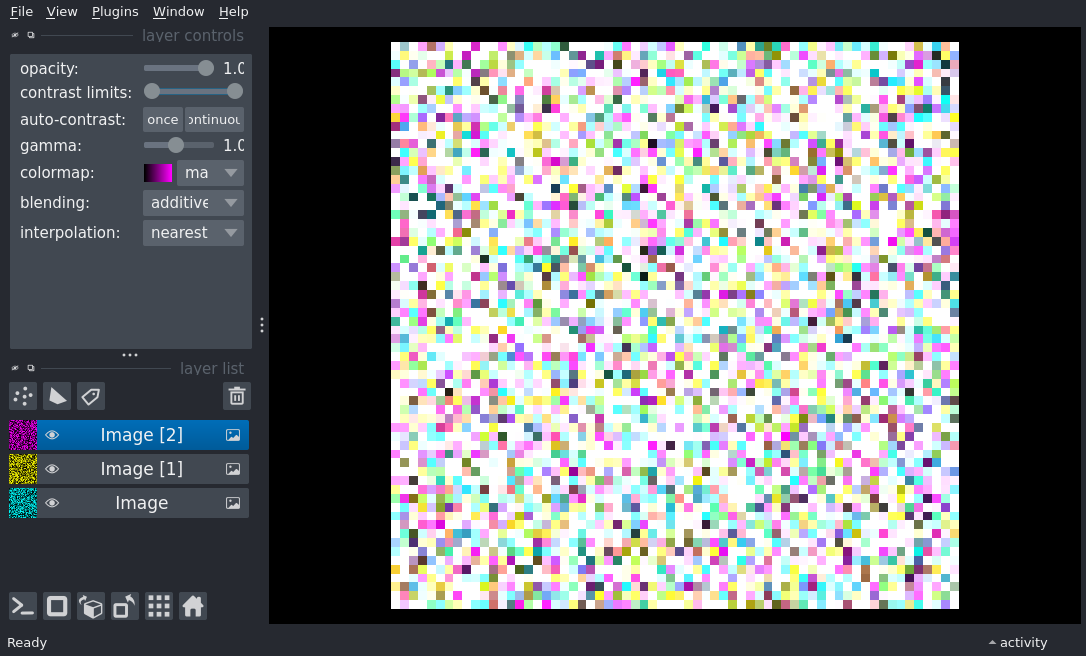 File View Plugins Window Help
layer controls
opacity: 1.0
contrast limits:
auto-contrast: once ontinuou
gamma: 1.0
colormap: ma
blending: additive
interpolation: nearest
layer list
Image [2]
Image [1]
Image
Ready activity